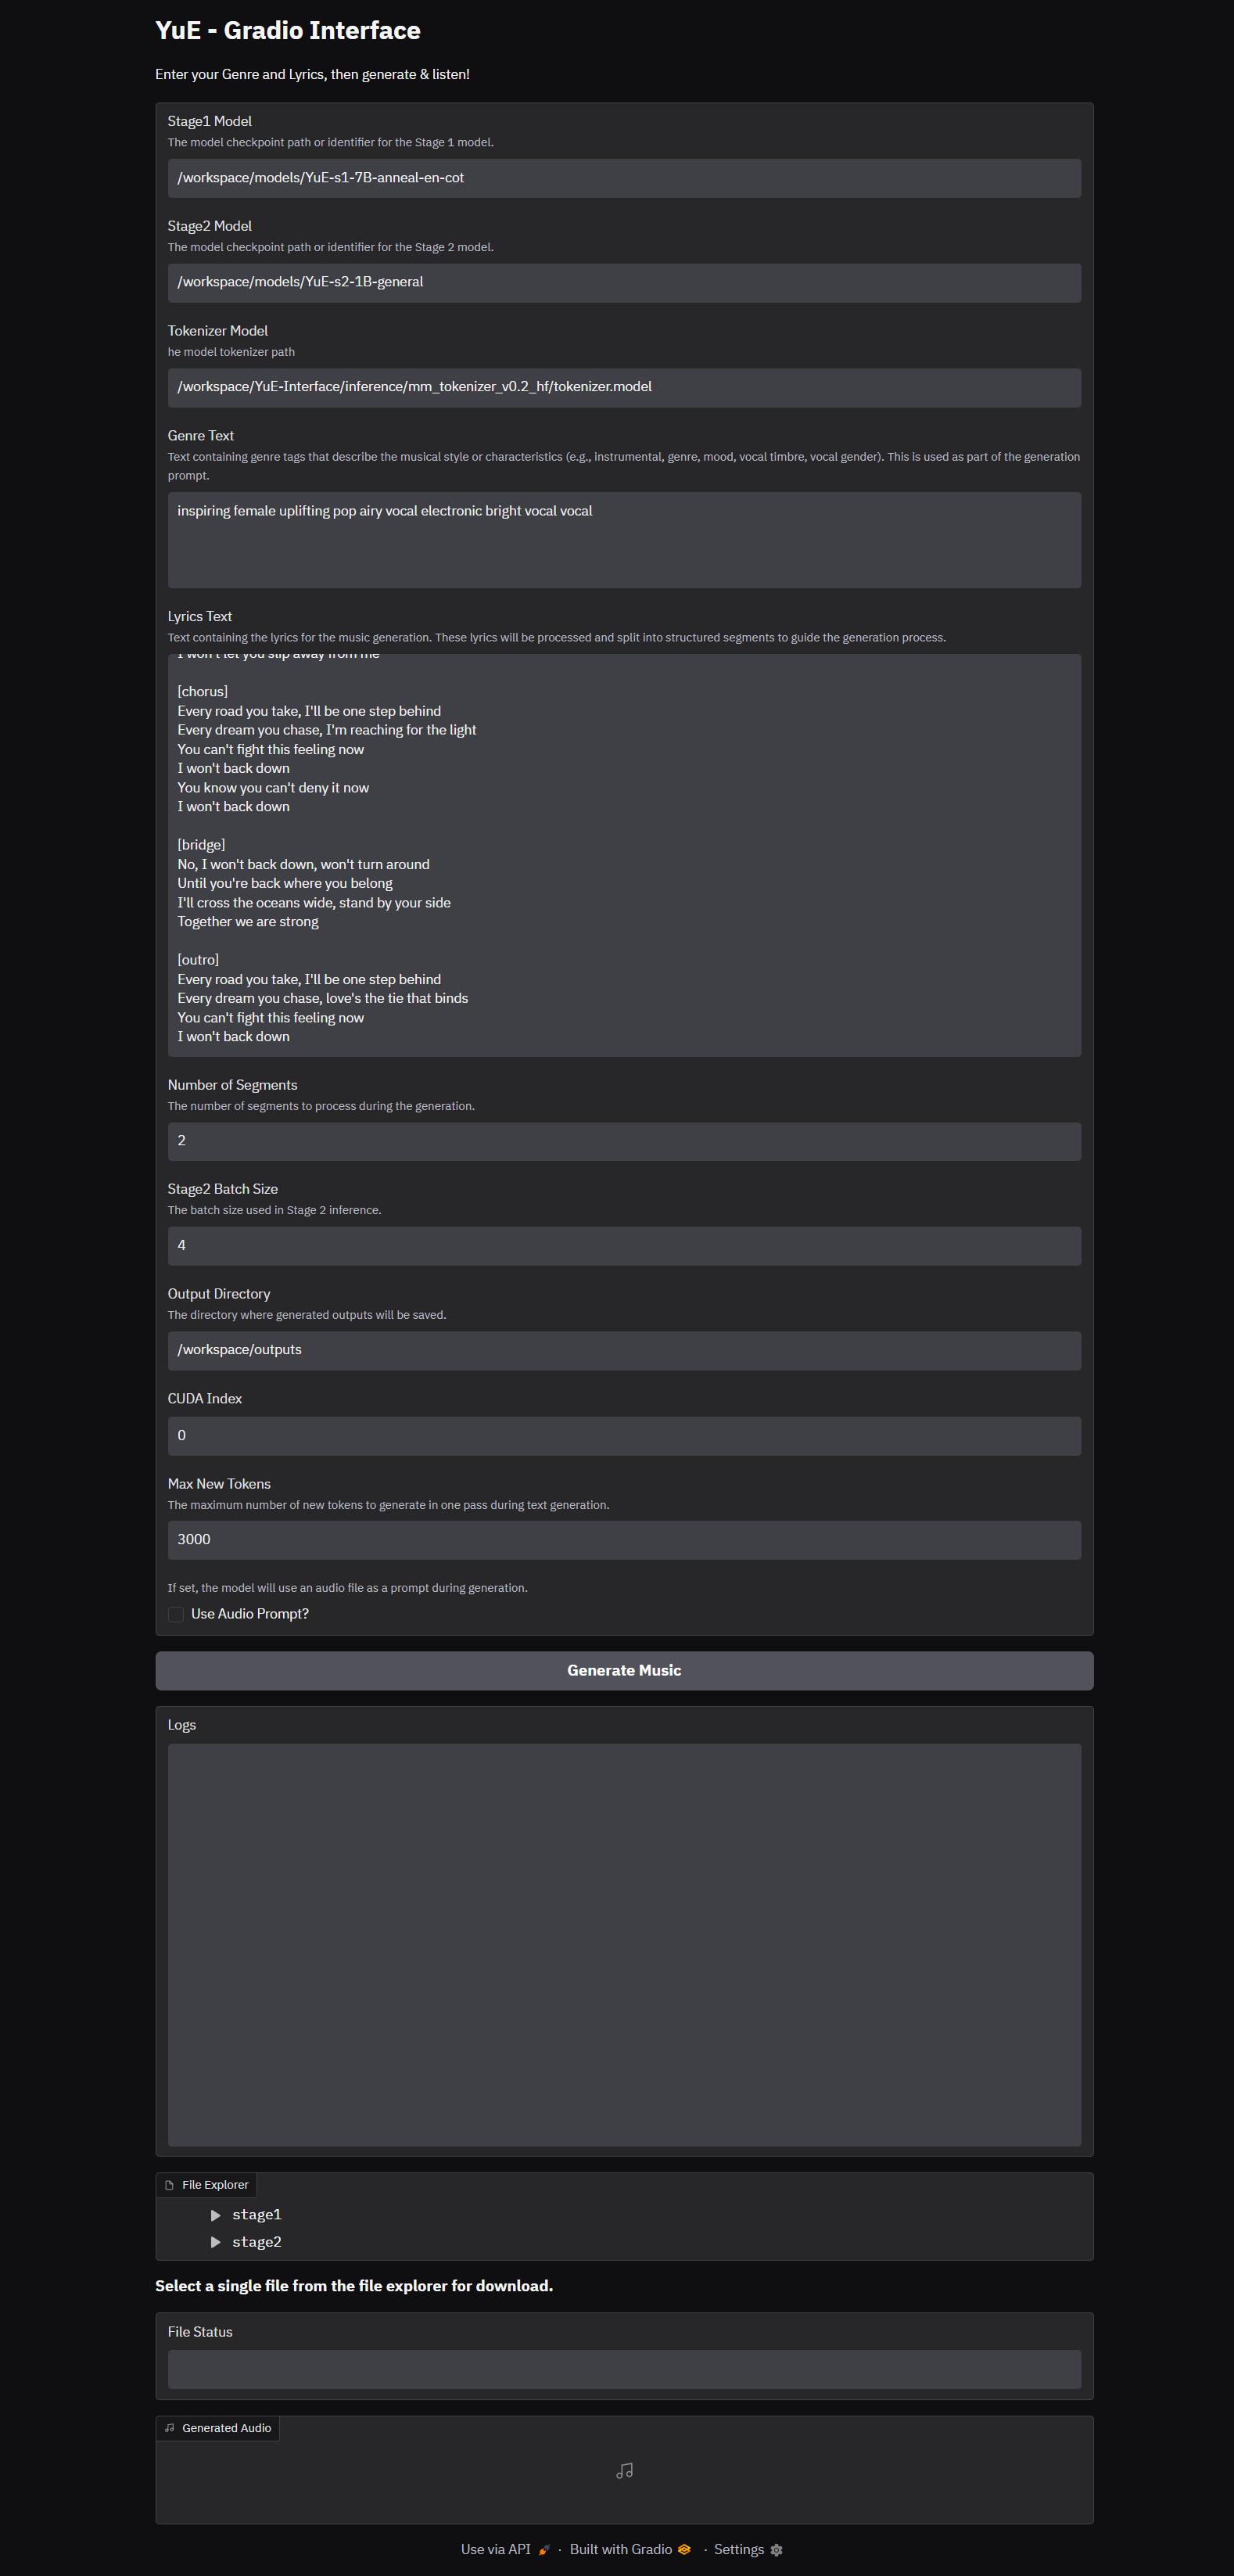 YuE - Gradio Interface
Enter your Genre and Lyrics, then generate & listen!
Stage1 Model
The model checkpoint path or identifier for the Stage 1 model.
/workspace/models/YuE-s1-7B-anneal-en-cot
Stage2 Model
The model checkpoint path or identifier for the Stage 2 model.
/workspace/models/YuE-s2-1B-general
Tokenizer Model
he model tokenizer path
/workspace/YuE-Interface/inference/mm_tokenizer_v0.2_hf/tokenizer.model
Genre Text
Text containing genre tags that describe the musical style or characteristics (e.g., instrumental, genre, mood, vocal timbre, vocal gender). This is used as part of the generation
prompt.
inspiring female uplifting pop airy vocal electronic bright vocal vocal
Lyrics Text
Text containing the lyrics for the music generation. These lyrics will be processed and split into structured segments to guide the generation process.
I won't let you slip away from me
[chorus]
Every road you take, I'll be one step behind
Every dream you chase, I'm reaching for the light
You can't fight this feeling now
I won't back down
You know you can't deny it now
I won't back down
[bridge]
No, I won't back down, won't turn around
Until you're back where you belong
I'll cross the oceans wide, stand by your side
Together we are strong
[outro]
Every road you take, I'll be one step behind
Every dream you chase, love's the tie that binds
You can't fight this feeling now
I won't back down
Number of Segments
The number of segments to process during the generation.
2
Stage2 Batch Size
The batch size used in Stage 2 inference.
4
Output Directory
The directory where generated outputs will be saved.
/workspace/outputs
CUDA Index
0
Max New Tokens
The maximum number of new tokens to generate in one pass during text generation.
3000
If set, the model will use an audio file as a prompt during generation.
Use Audio Prompt?
Generate Music
Logs
File Explorer
stage1
stage2
Select a single file from the file explorer for download.
File Status
Generated Audio
Use via API · Built with Gradio · Settings